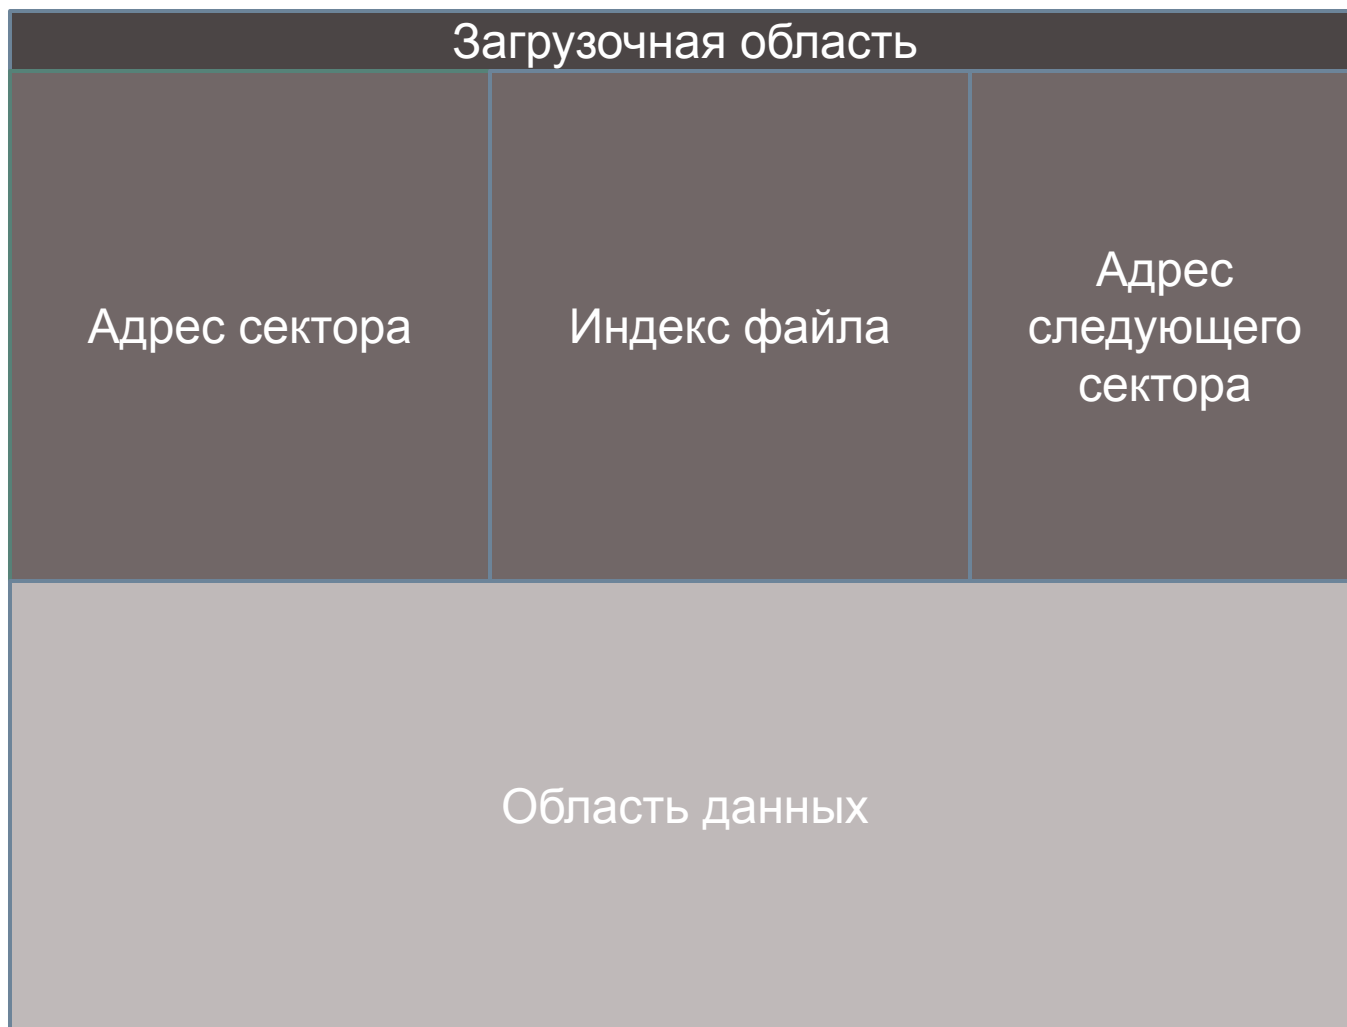 Загрузочная область
Адрес сектора
Индекс файла
Адрес
следующего
сектора
Область данных